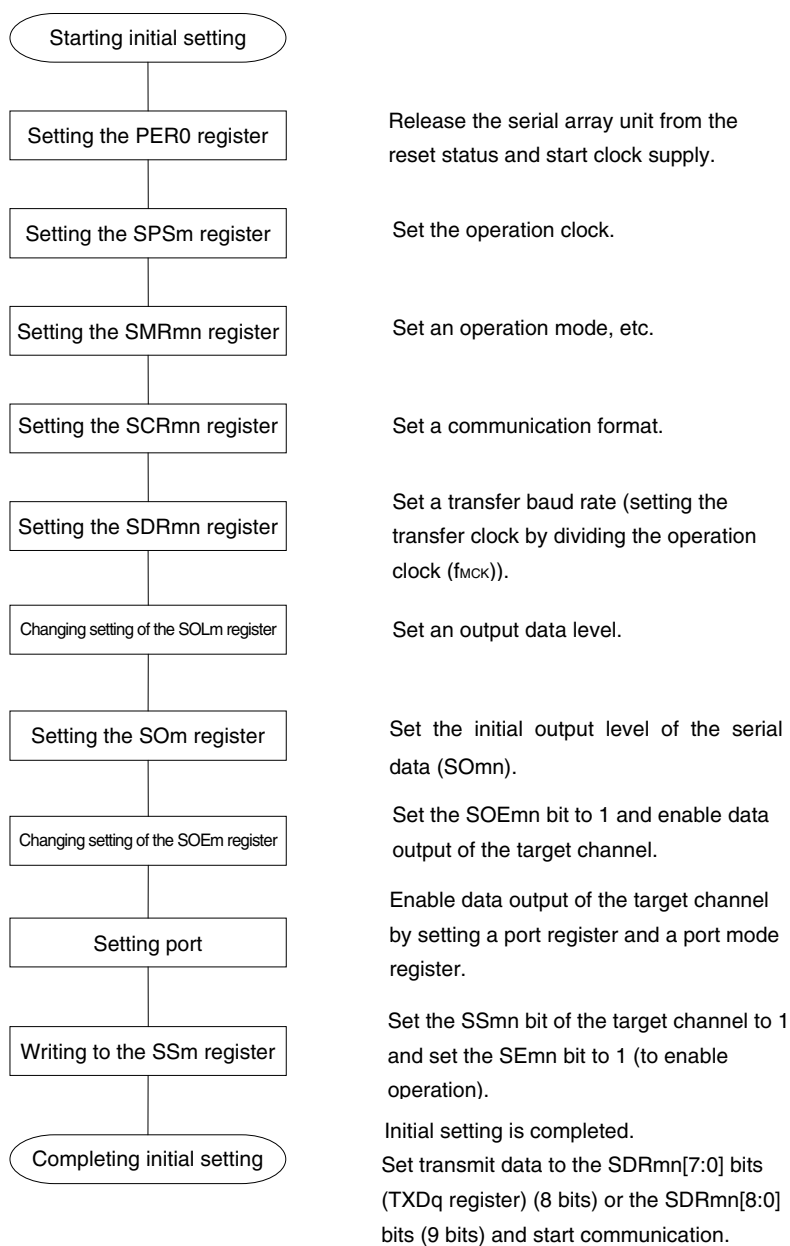 Starting initial setting
Setting the PER0 register
Release the serial array unit from the
reset status and start clock supply.
Setting the SPSm register
Set the operation clock.
Setting the SMRmn register
Set an operation mode, etc.
Setting the SCRmn register
Set a communication format.
Setting the SDRmn register
Set a transfer baud rate (setting the
transfer clock by dividing the operation
clock (fMCK)).
Changing setting of the SOLm register
Set an output data level.
Setting the SOm register
Set the initial output level of the serial
data (SOmn).
Changing setting of the SOEm register
Set the SOEmn bit to 1 and enable data
output of the target channel.
Setting port
Enable data output of the target channel
by setting a port register and a port mode
register.
Writing to the SSm register
Set the SSmn bit of the target channel to 1
and set the SEmn bit to 1 (to enable
operation).
Completing initial setting
Initial setting is completed.
Set transmit data to the SDRmn[7:0] bits
(TXDq register) (8 bits) or the SDRmn[8:0]
bits (9 bits) and start communication.